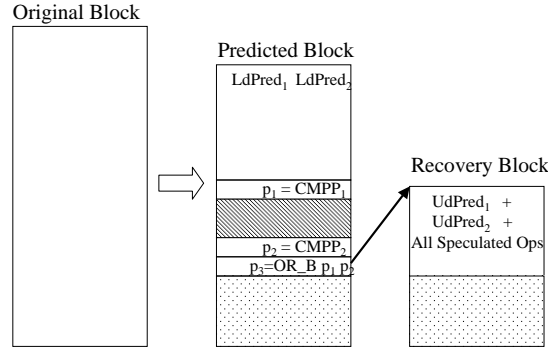 Original Block
Predicted Block
LdPred₁ LdPred₂
p₁ = CMPP₁
p₂ = CMPP₂
p₃=OR_B p₁ p₂
Recovery Block
UdPred₁ +
UdPred₂ +
All Speculated Ops